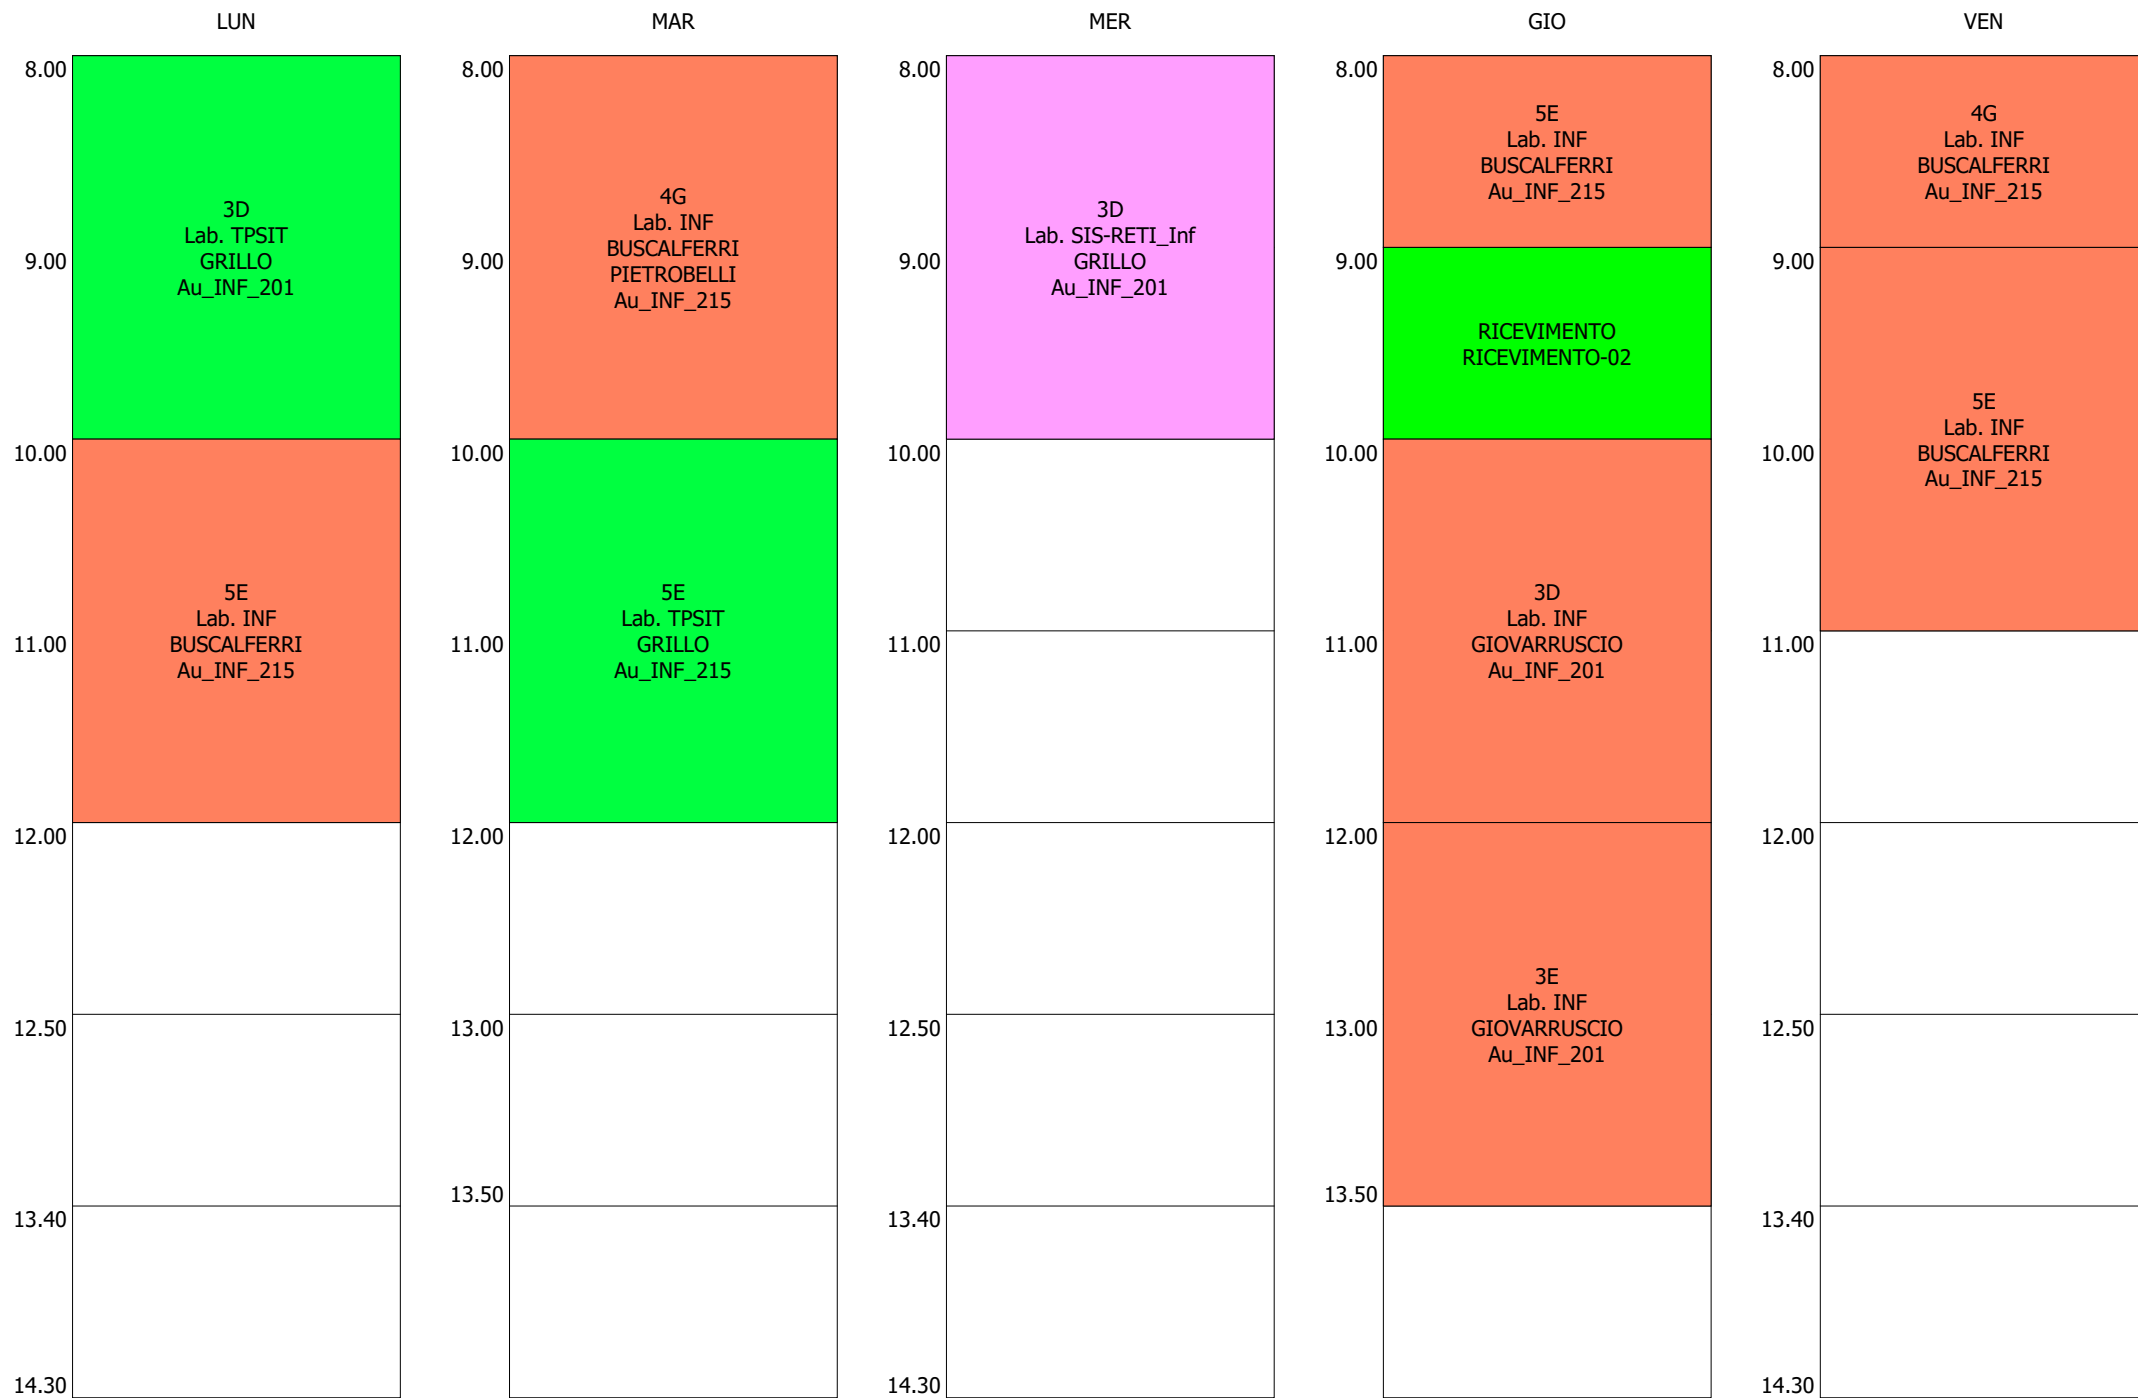 LUN
8.00
3D
Lab. TPSIT
GRILLO
Au_INF_201
9.00
10.00
5E
Lab. INF
BUSCALFERRI
Au_INF_215
11.00
12.00
12.50
13.40
14.30
MAR
8.00
4G
Lab. INF
BUSCALFERRI
PIETROBELLI
Au_INF_215
9.00
10.00
5E
Lab. TPSIT
GRILLO
Au_INF_215
11.00
12.00
13.00
13.50
MER
8.00
3D
Lab. SIS-RETI_Inf
GRILLO
Au_INF_201
9.00
10.00
11.00
12.00
12.50
13.40
14.30
GIO
8.00
5E
Lab. INF
BUSCALFERRI
Au_INF_215
9.00
RICEVIMENTO
RICEVIMENTO-02
10.00
3D
Lab. INF
GIOVARRUSCIO
Au_INF_201
11.00
12.00
3E
Lab. INF
GIOVARRUSCIO
Au_INF_201
13.00
13.50
VEN
8.00
4G
Lab. INF
BUSCALFERRI
Au_INF_215
9.00
5E
Lab. INF
BUSCALFERRI
Au_INF_215
10.00
11.00
12.00
12.50
13.40
14.30